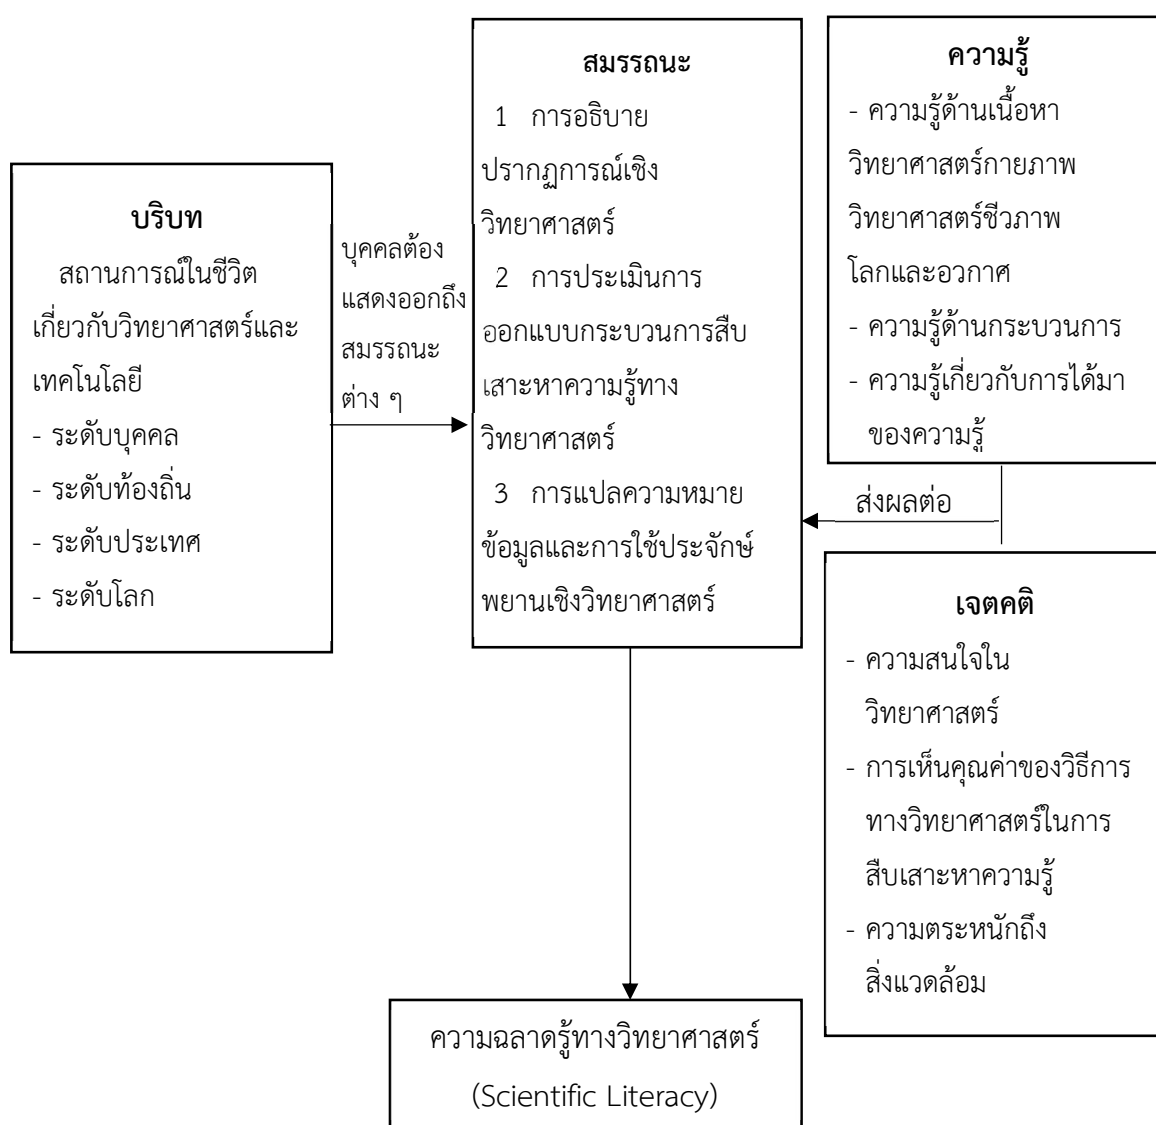 บริบท
สถานการณ์ในชีวิต
เกี่ยวกับวิทยาศาสตร์และ
เทคโนโลยี
- ระดับบุคคล
- ระดับท้องถิ่น
- ระดับประเทศ
- ระดับโลก
บุคคลต้อง
แสดงออกถึง
สมรรถนะ
ต่าง ๆ
สมรรถนะ
1 การอธิบาย
ปรากฏการณ์เชิง
วิทยาศาสตร์
2 การประเมินการ
ออกแบบกระบวนการสืบ
เสาะหาความรู้ทาง
วิทยาศาสตร์
3 การแปลความหมาย
ข้อมูลและการใช้ประจักษ์
พยานเชิงวิทยาศาสตร์
ความรู้
- ความรู้ด้านเนื้อหา
วิทยาศาสตร์กายภาพ
วิทยาศาสตร์ชีวภาพ
โลกและอวกาศ
- ความรู้ด้านกระบวนการ
- ความรู้เกี่ยวกับการได้มา
ของความรู้
ส่งผลต่อ
เจตคติ
- ความสนใจใน
วิทยาศาสตร์
- การเห็นคุณค่าของวิธีการ
ทางวิทยาศาสตร์ในการ
สืบเสาะหาความรู้
- ความตระหนักถึง
สิ่งแวดล้อม
ความฉลาดรู้ทางวิทยาศาสตร์
(Scientific Literacy)